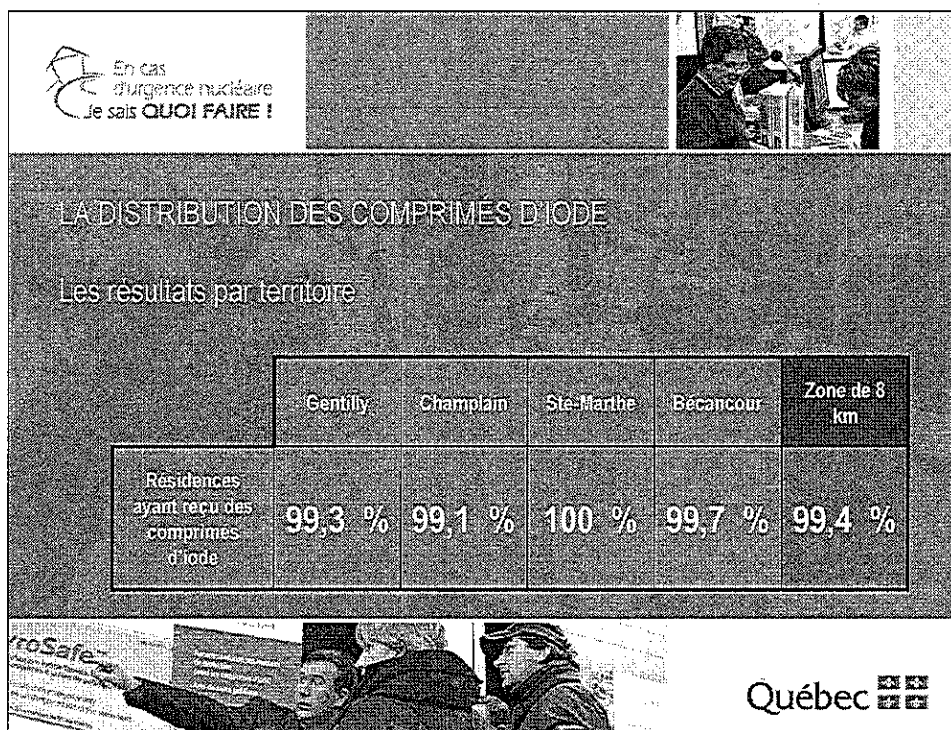 En cas
d'urgence nucléaire
Je sais QUOI FAIRE !
LA DISTRIBUTION DES COMPRIMÉS D'IODE
Les résultats par territoire
Gentilly Champlain Ste-Marthe Bécancour Zone de 8
km
Résidences
ayant reçu des
comprimés
d'iode
99,3 % 99,1 % 100 % 99,7 % 99,4 %
roSafe
Québec